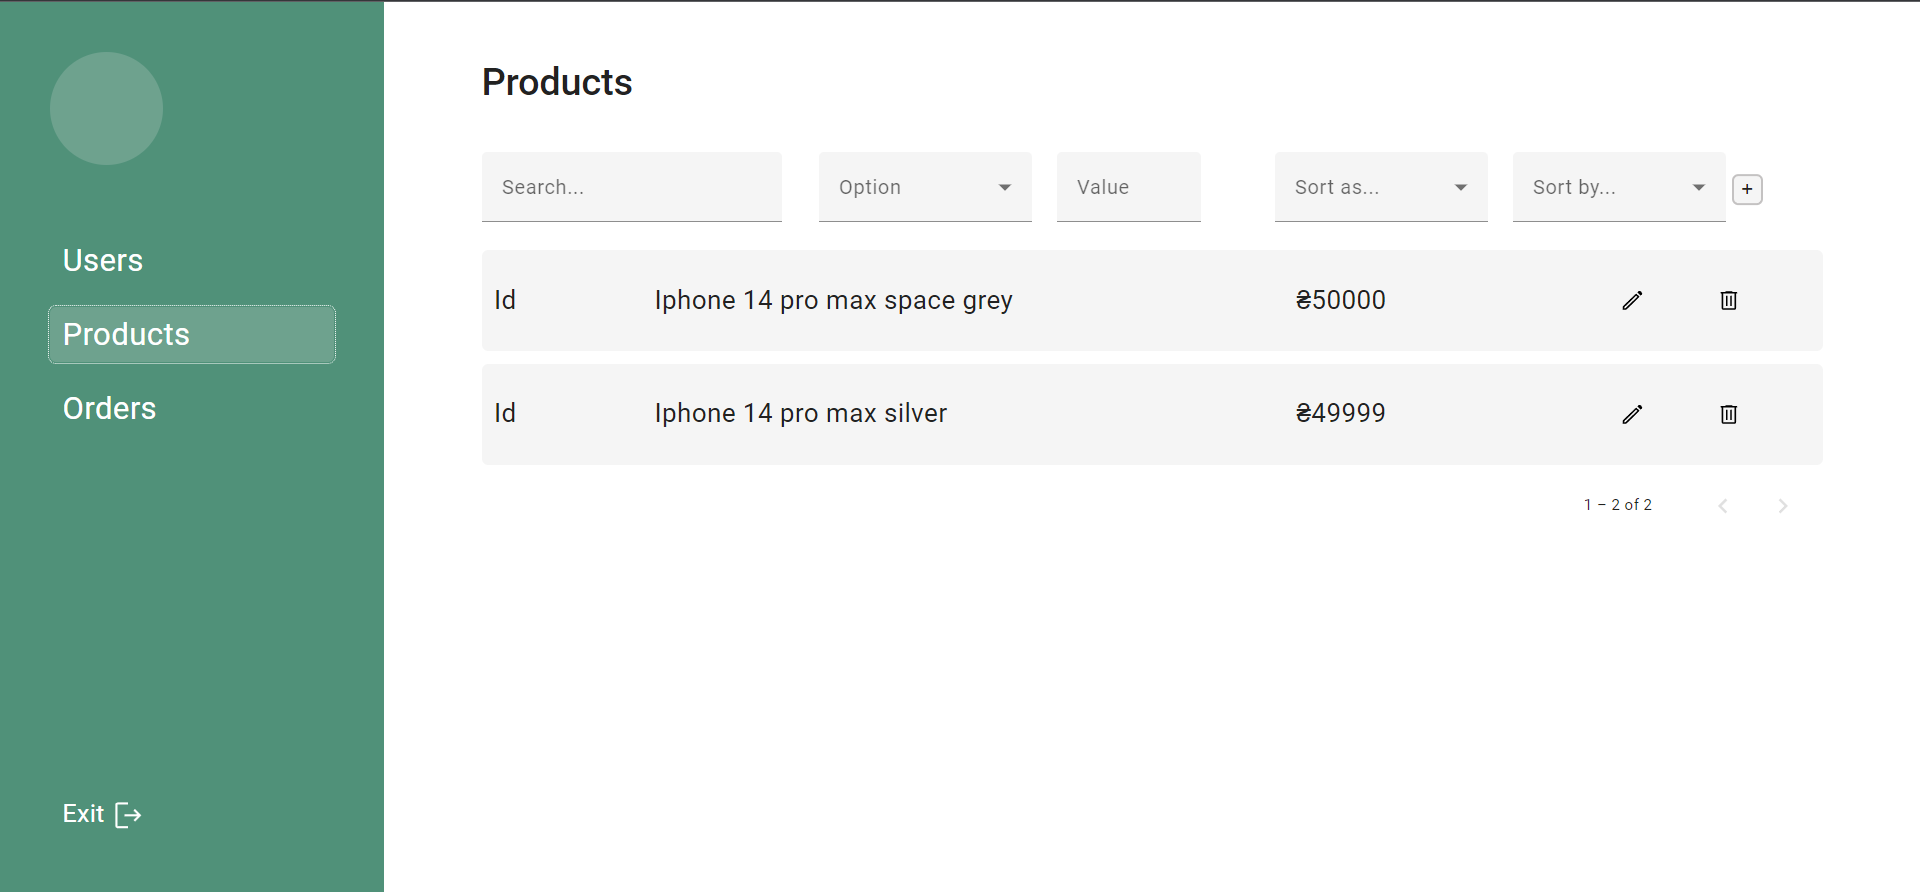 Users
Products
Orders
Exit
Products
Search... Option Value Sort as... Sort by... +
Id Iphone 14 pro max space grey ₴50000
Id Iphone 14 pro max silver ₴49999
1 – 2 of 2